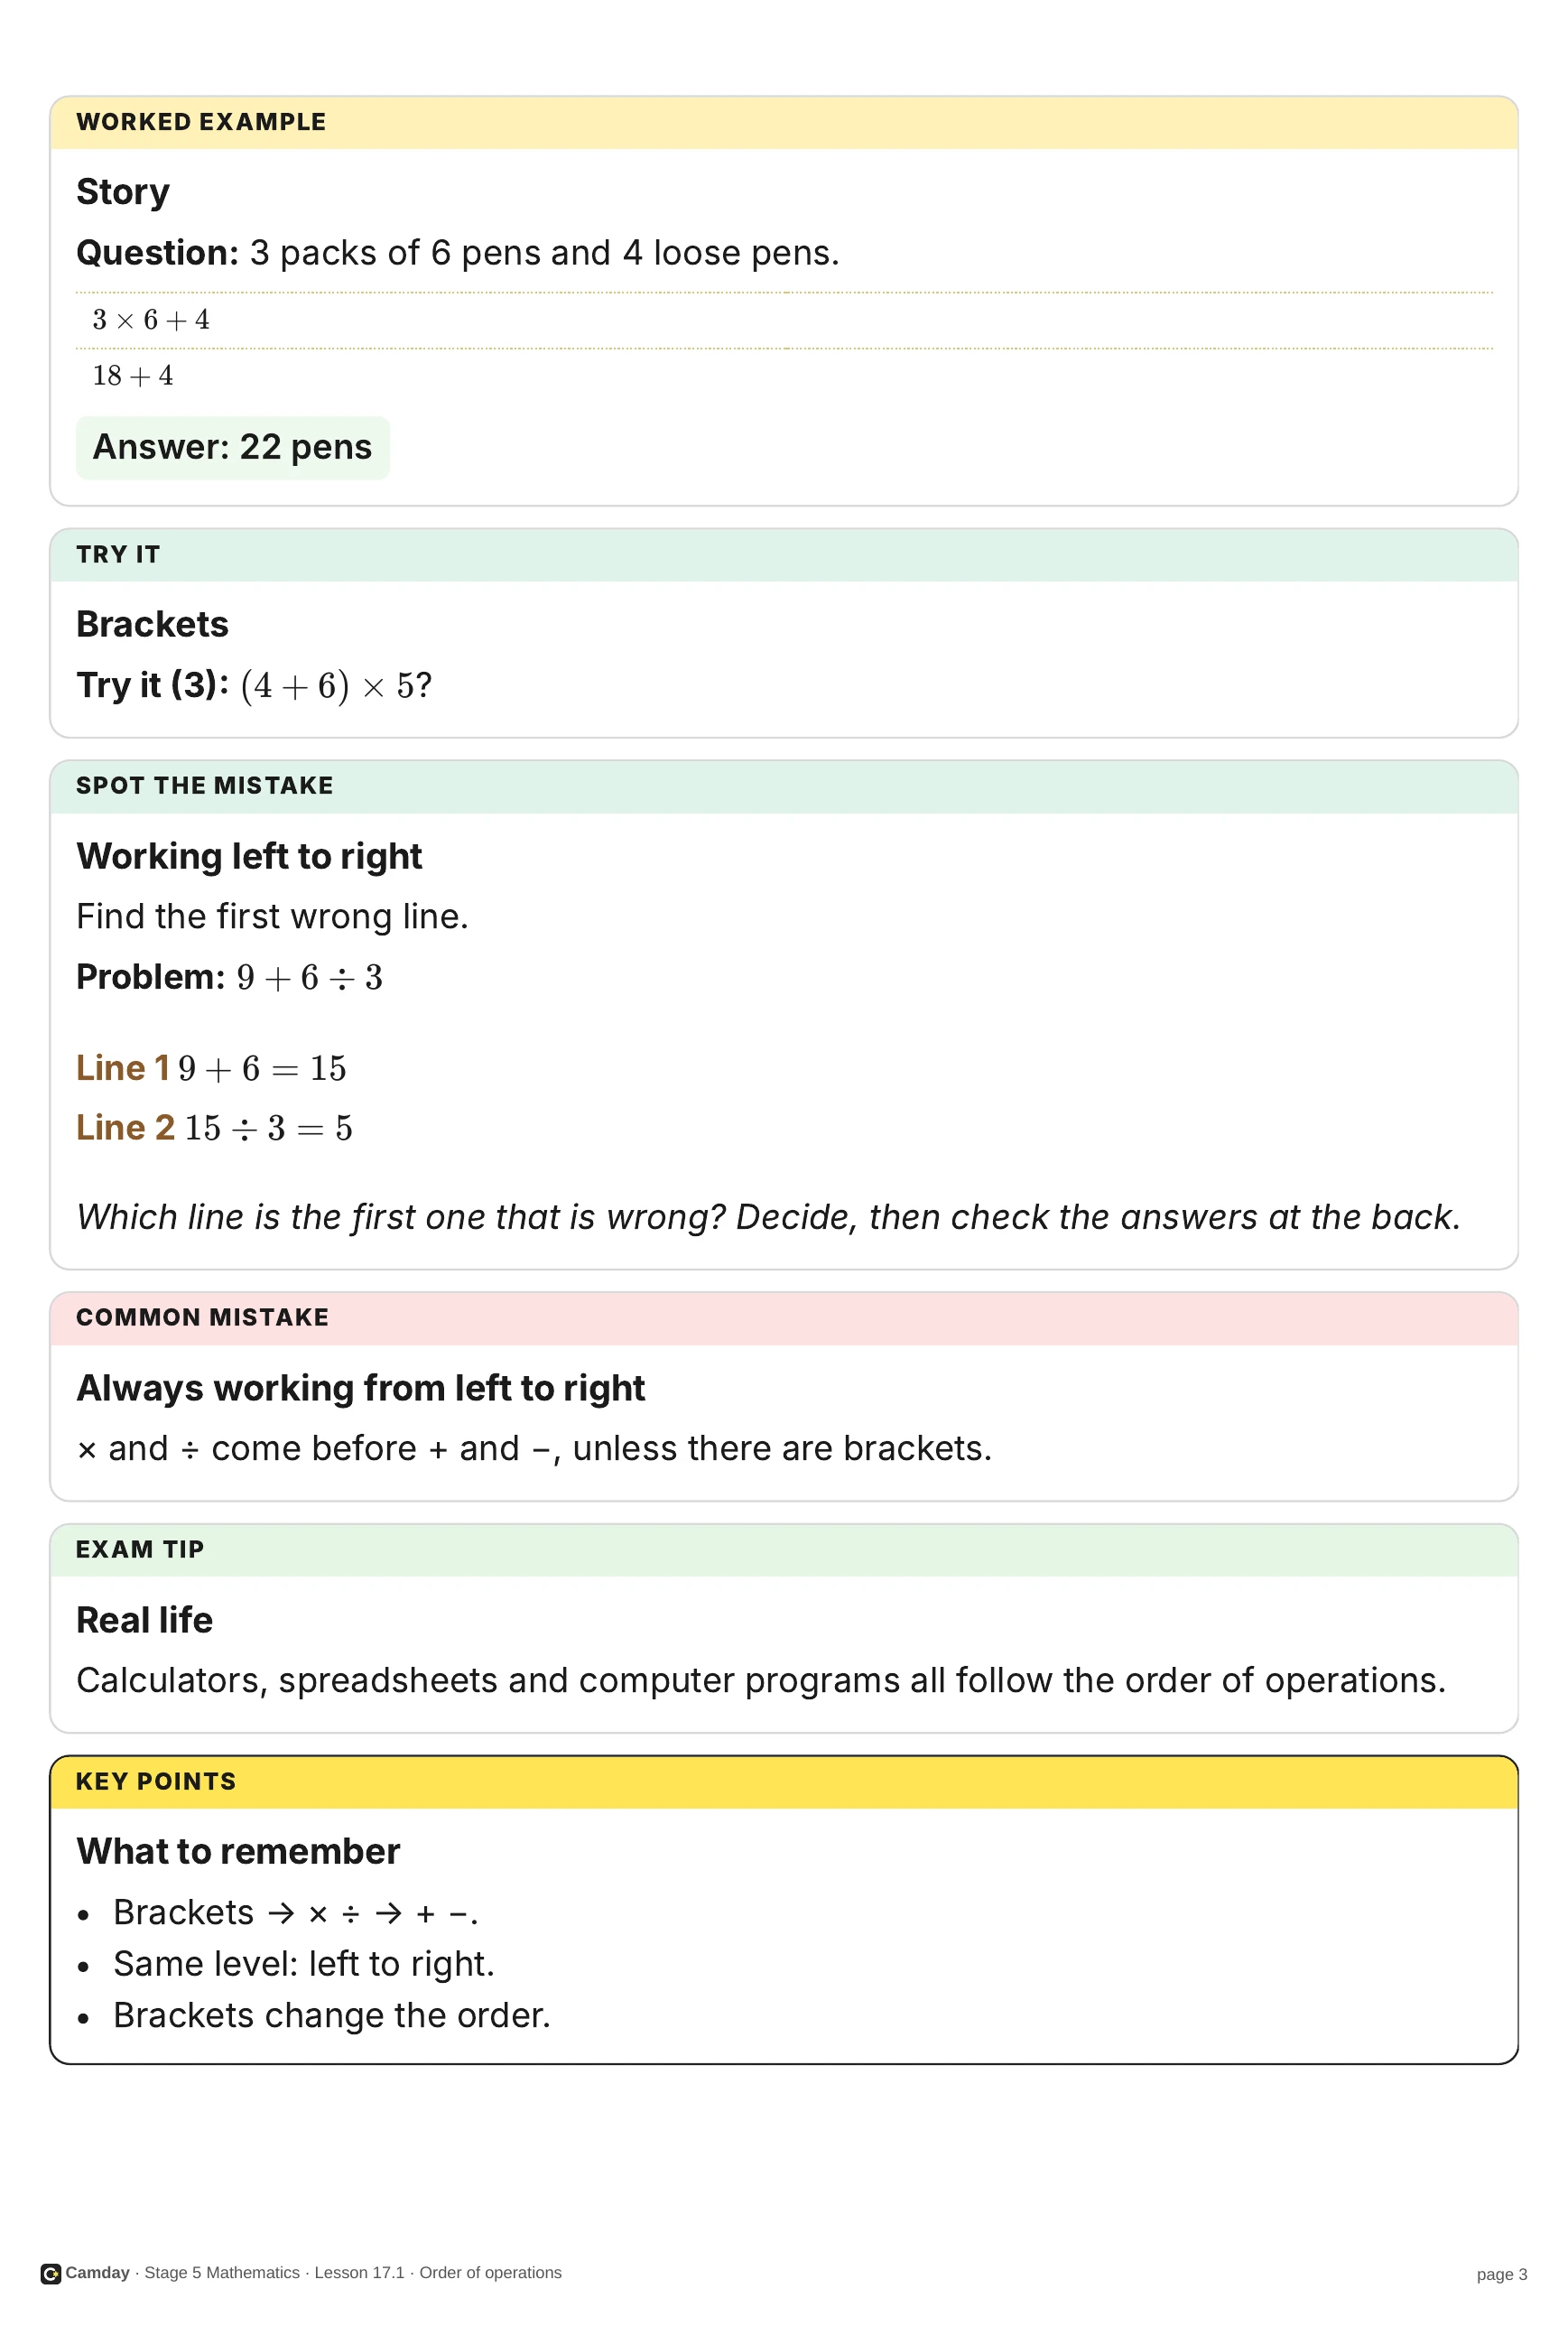 WORKED EXAMPLE
Story
Question: 3 packs of 6 pens and 4 loose pens.
3 × 6 + 4
18 + 4
Answer: 22 pens
TRY IT
Brackets
Try it (3): (4 + 6) × 5?
SPOT THE MISTAKE
Working left to right
Find the first wrong line.
Problem: 9 + 6 ÷ 3
Line 1 9 + 6 = 15
Line 2 15 ÷ 3 = 5
Which line is the first one that is wrong? Decide, then check the answers at the back.
COMMON MISTAKE
Always working from left to right
× and ÷ come before + and −, unless there are brackets.
EXAM TIP
Real life
Calculators, spreadsheets and computer programs all follow the order of operations.
KEY POINTS
What to remember
• Brackets → × ÷ → + −.
• Same level: left to right.
• Brackets change the order.
Camday · Stage 5 Mathematics · Lesson 17.1 · Order of operations
page 3